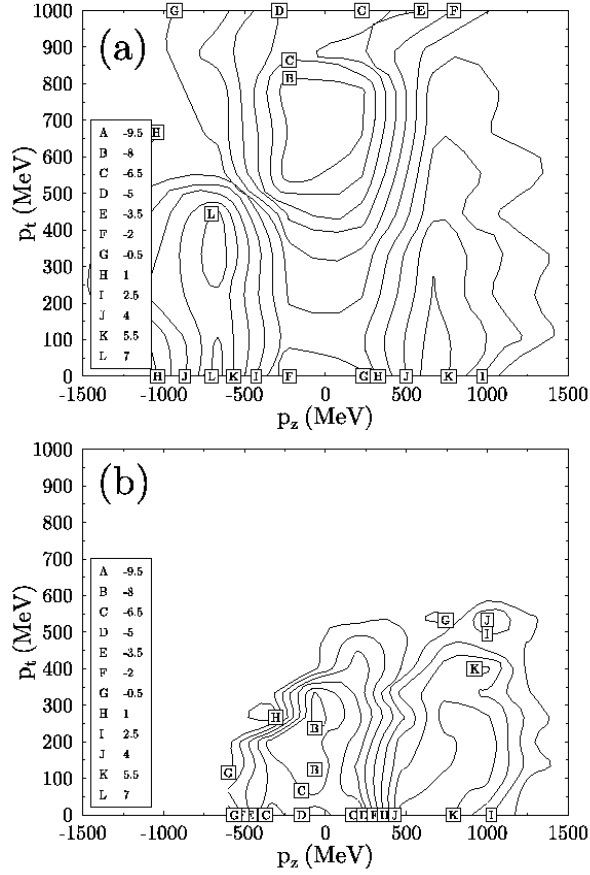 G D C E F
1000
900
800
700
600
500
400
300
200
100
0
(a)
C
B
H
L
A -9.5
B -8
C -6.5
D -5
E -3.5
F -2
G -0.5
H 1
I 2.5
J 4
K 5.5
L 7
pt (MeV)
H J L K I F G H J K I
-1500 -1000 -500 0 500 1000 1500
pz (MeV)
1000
900
800
700
600
500
400
300
200
100
0
(b)
A -9.5
B -8
C -6.5
D -5
E -3.5
F -2
G -0.5
H 1
I 2.5
J 4
K 5.5
L 7
pt (MeV)
G J
I
K
H
B
G B
C
G F E C D C D F H J K I
-1500 -1000 -500 0 500 1000 1500
pz (MeV)